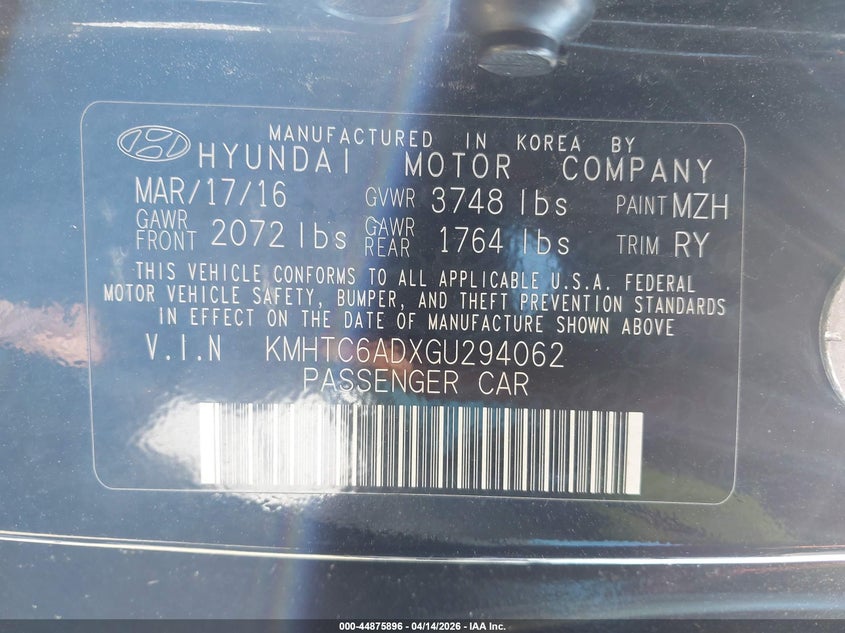 MANUFACTURED IN KOREA BY
HYUNDAI MOTOR COMPANY
MAR/17/16 GVWR 3748 lbs PAINT MZH
GAWR FRONT 2072 lbs GAWR REAR 1764 lbs TRIM RY
THIS VEHICLE CONFORMS TO ALL APPLICABLE U.S.A. FEDERAL
MOTOR VEHICLE SAFETY, BUMPER, AND THEFT PREVENTION STANDARDS
IN EFFECT ON THE DATE OF MANUFACTURE SHOWN ABOVE
V.I.N KMHTC6ADXGU294062
PASSENGER CAR
000-44875896 - 04/14/2026 - IAA Inc.